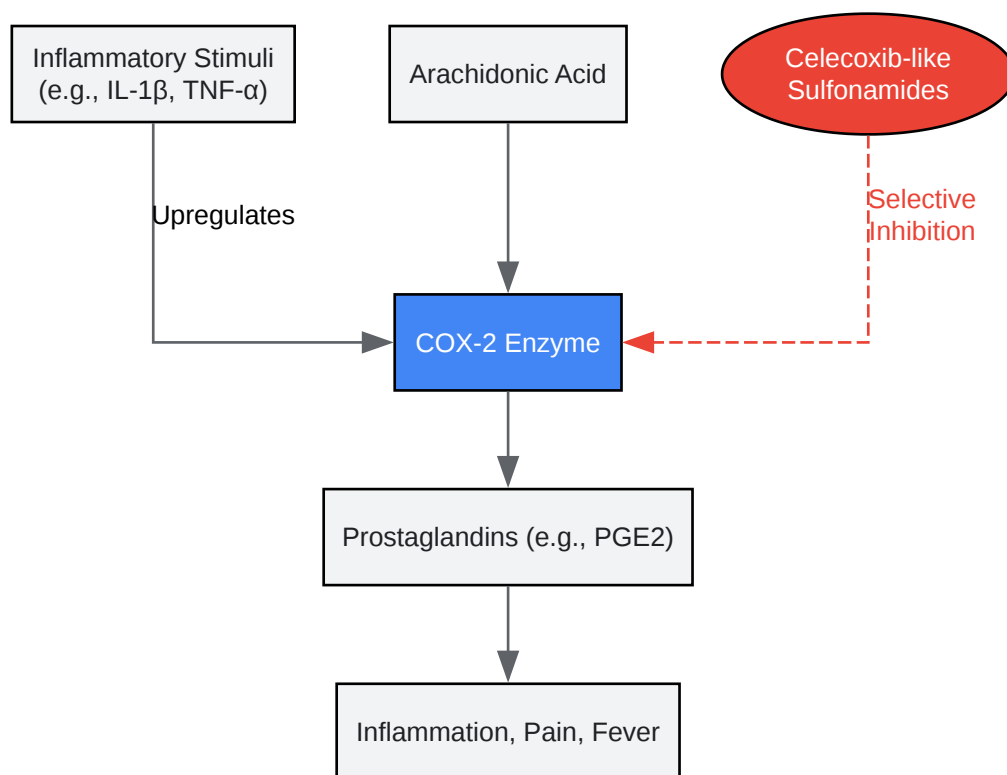 Inflammatory Stimuli
(e.g., IL-1β, TNF-α)
Arachidonic Acid
Celecoxib-like
Sulfonamides
Upregulates
Selective
Inhibition
COX-2 Enzyme
Prostaglandins (e.g., PGE2)
Inflammation, Pain, Fever